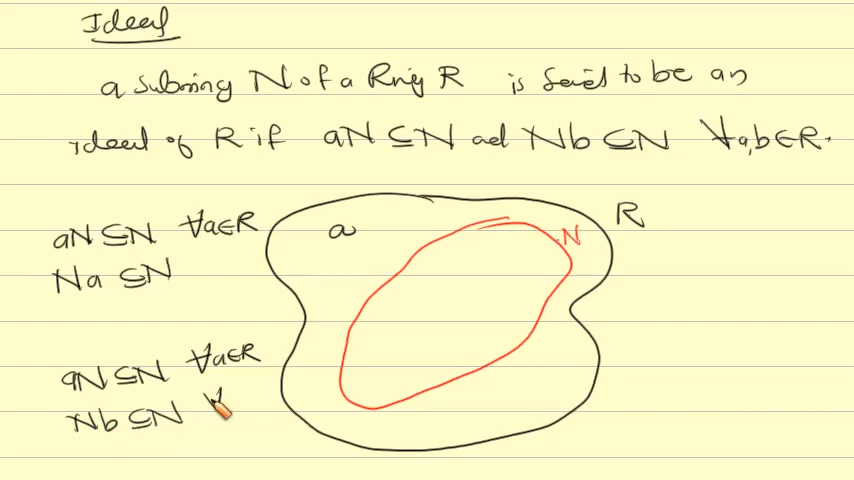 Ideal
a subring N of a Ring R is said to be an
ideal of R if aN ⊆ N and Nb ⊆ N ∀a,b∈R.
aN ⊆ N ∀a∈R
Na ⊆ N
a
N
R
aN ⊆ N ∀a∈R
Nb ⊆ N ∀